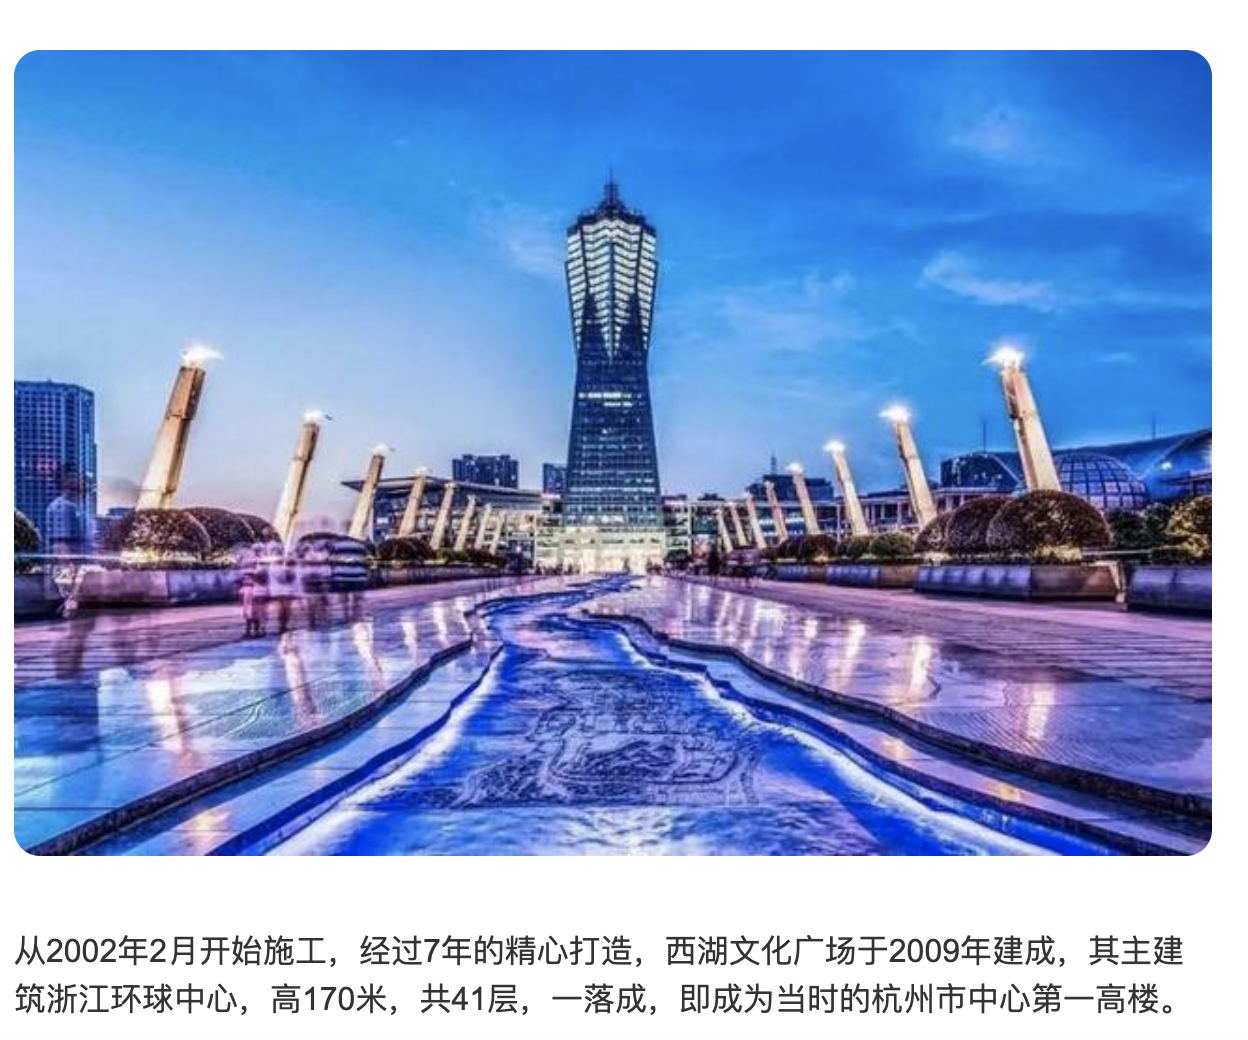 从2002年2月开始施工，经过7年的精心打造，西湖文化广场于2009年建成，其主建
筑浙江环球中心，高170米，共41层，一落成，即成为当时的杭州市中心第一高楼。